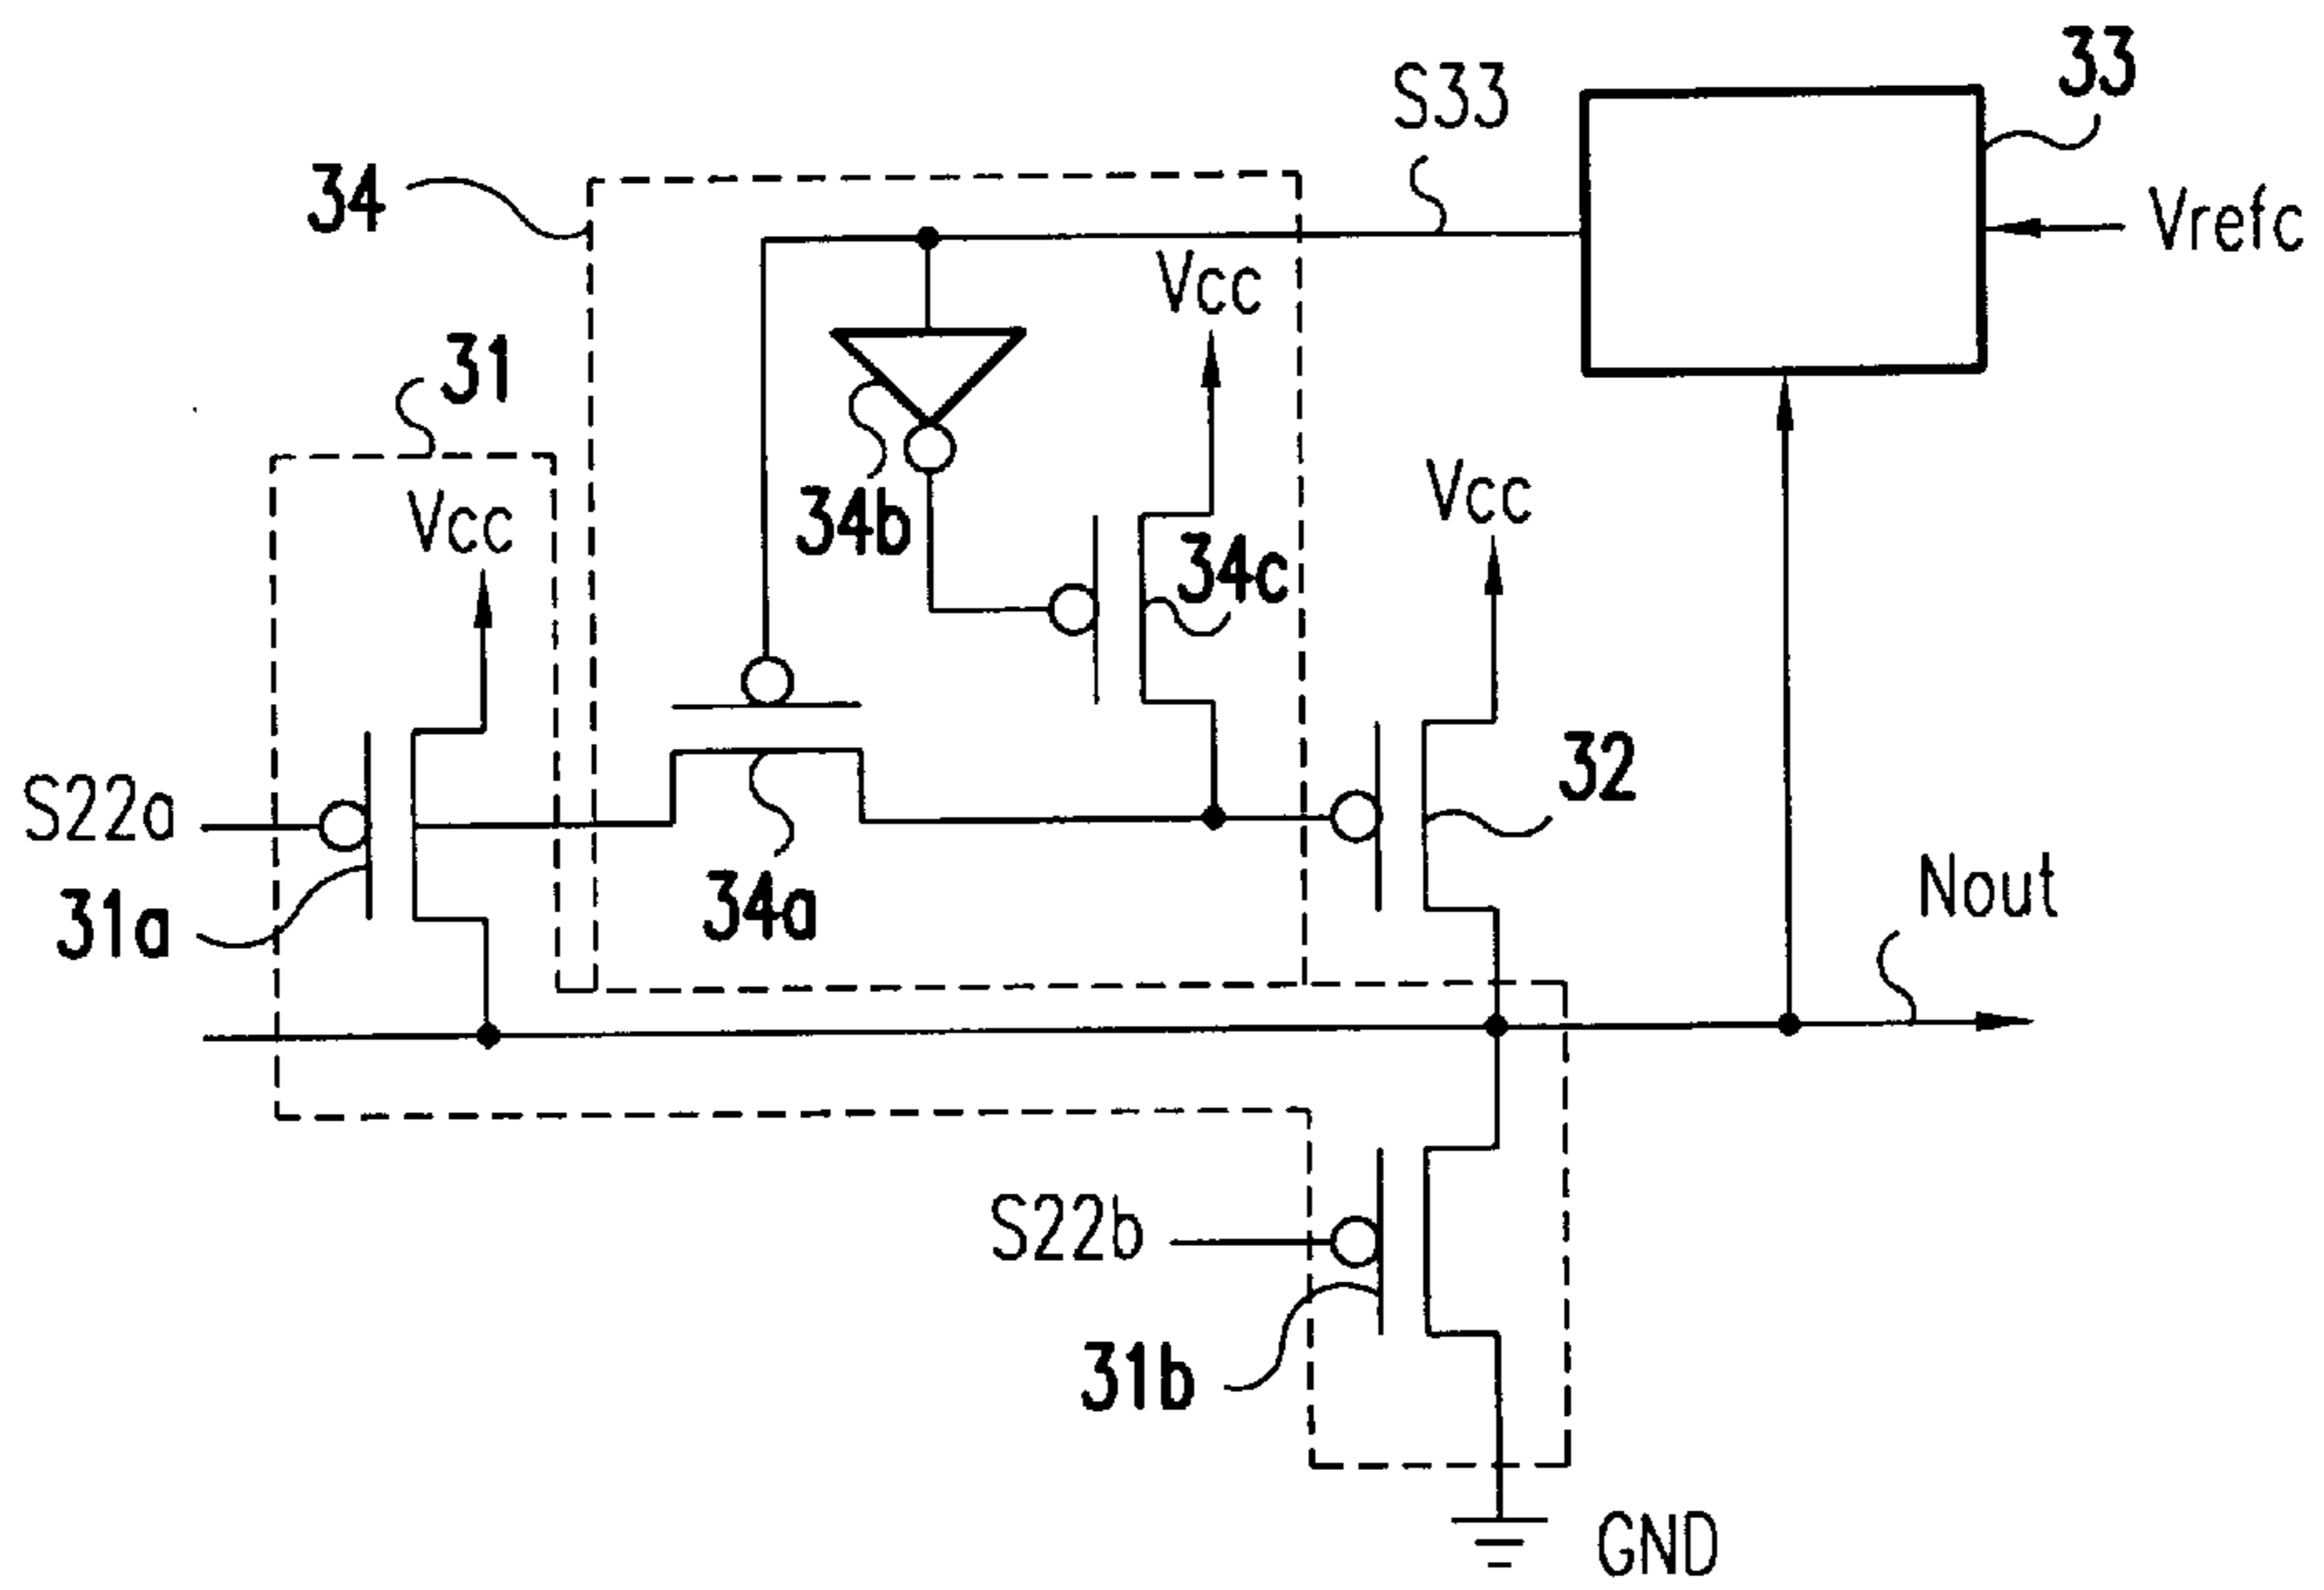 33
S33
34
Vrefc
Vcc
31
Vcc
Vcc
34b
34c
32
S22a
34a
Nout
31a
S22b
31b
GND